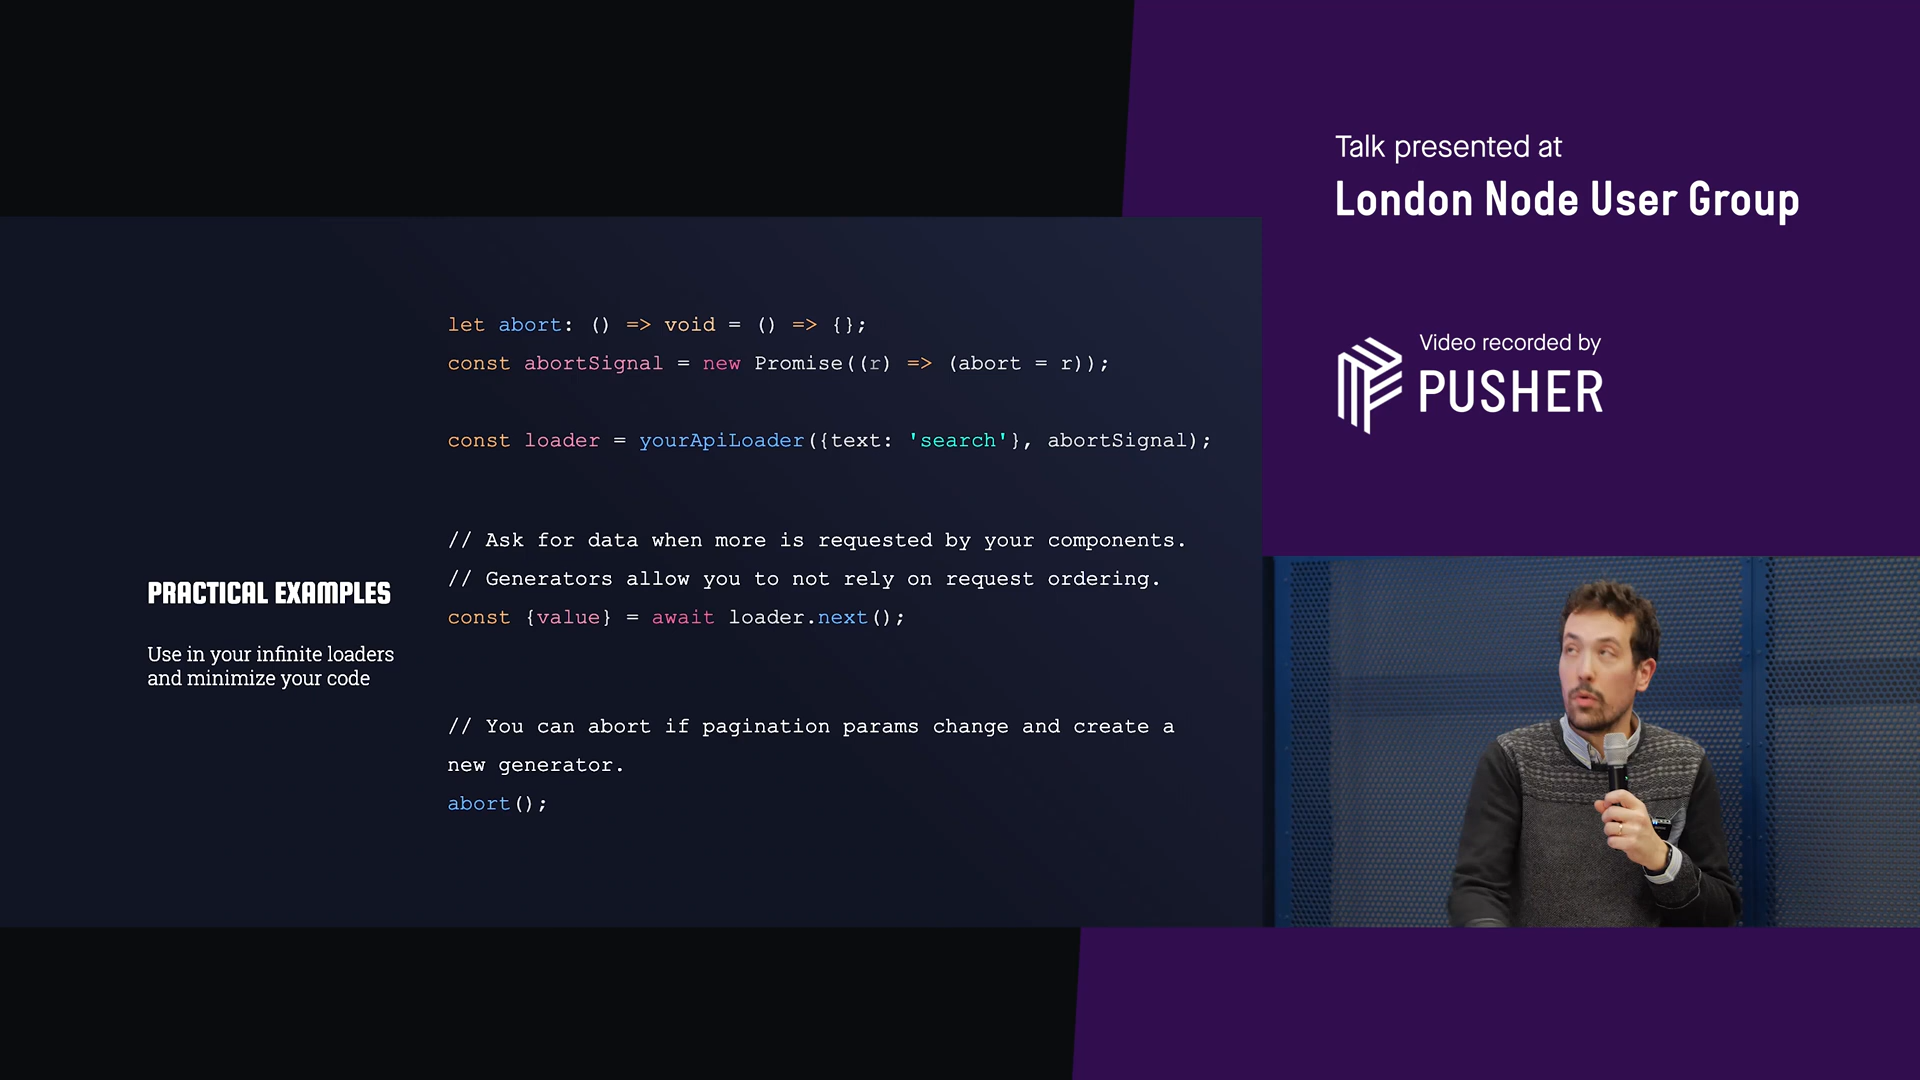 Talk presented at
London Node User Group
Video recorded by
PUSHER
let abort: () => void = () => {};
const abortSignal = new Promise((r) => (abort = r));
const loader = yourApiLoader({text: 'search'}, abortSignal);
// Ask for data when more is requested by your components.
// Generators allow you to not rely on request ordering.
const {value} = await loader.next();
// You can abort if pagination params change and create a
new generator.
abort();
PRACTICAL EXAMPLES
Use in your infinite loaders
and minimize your code